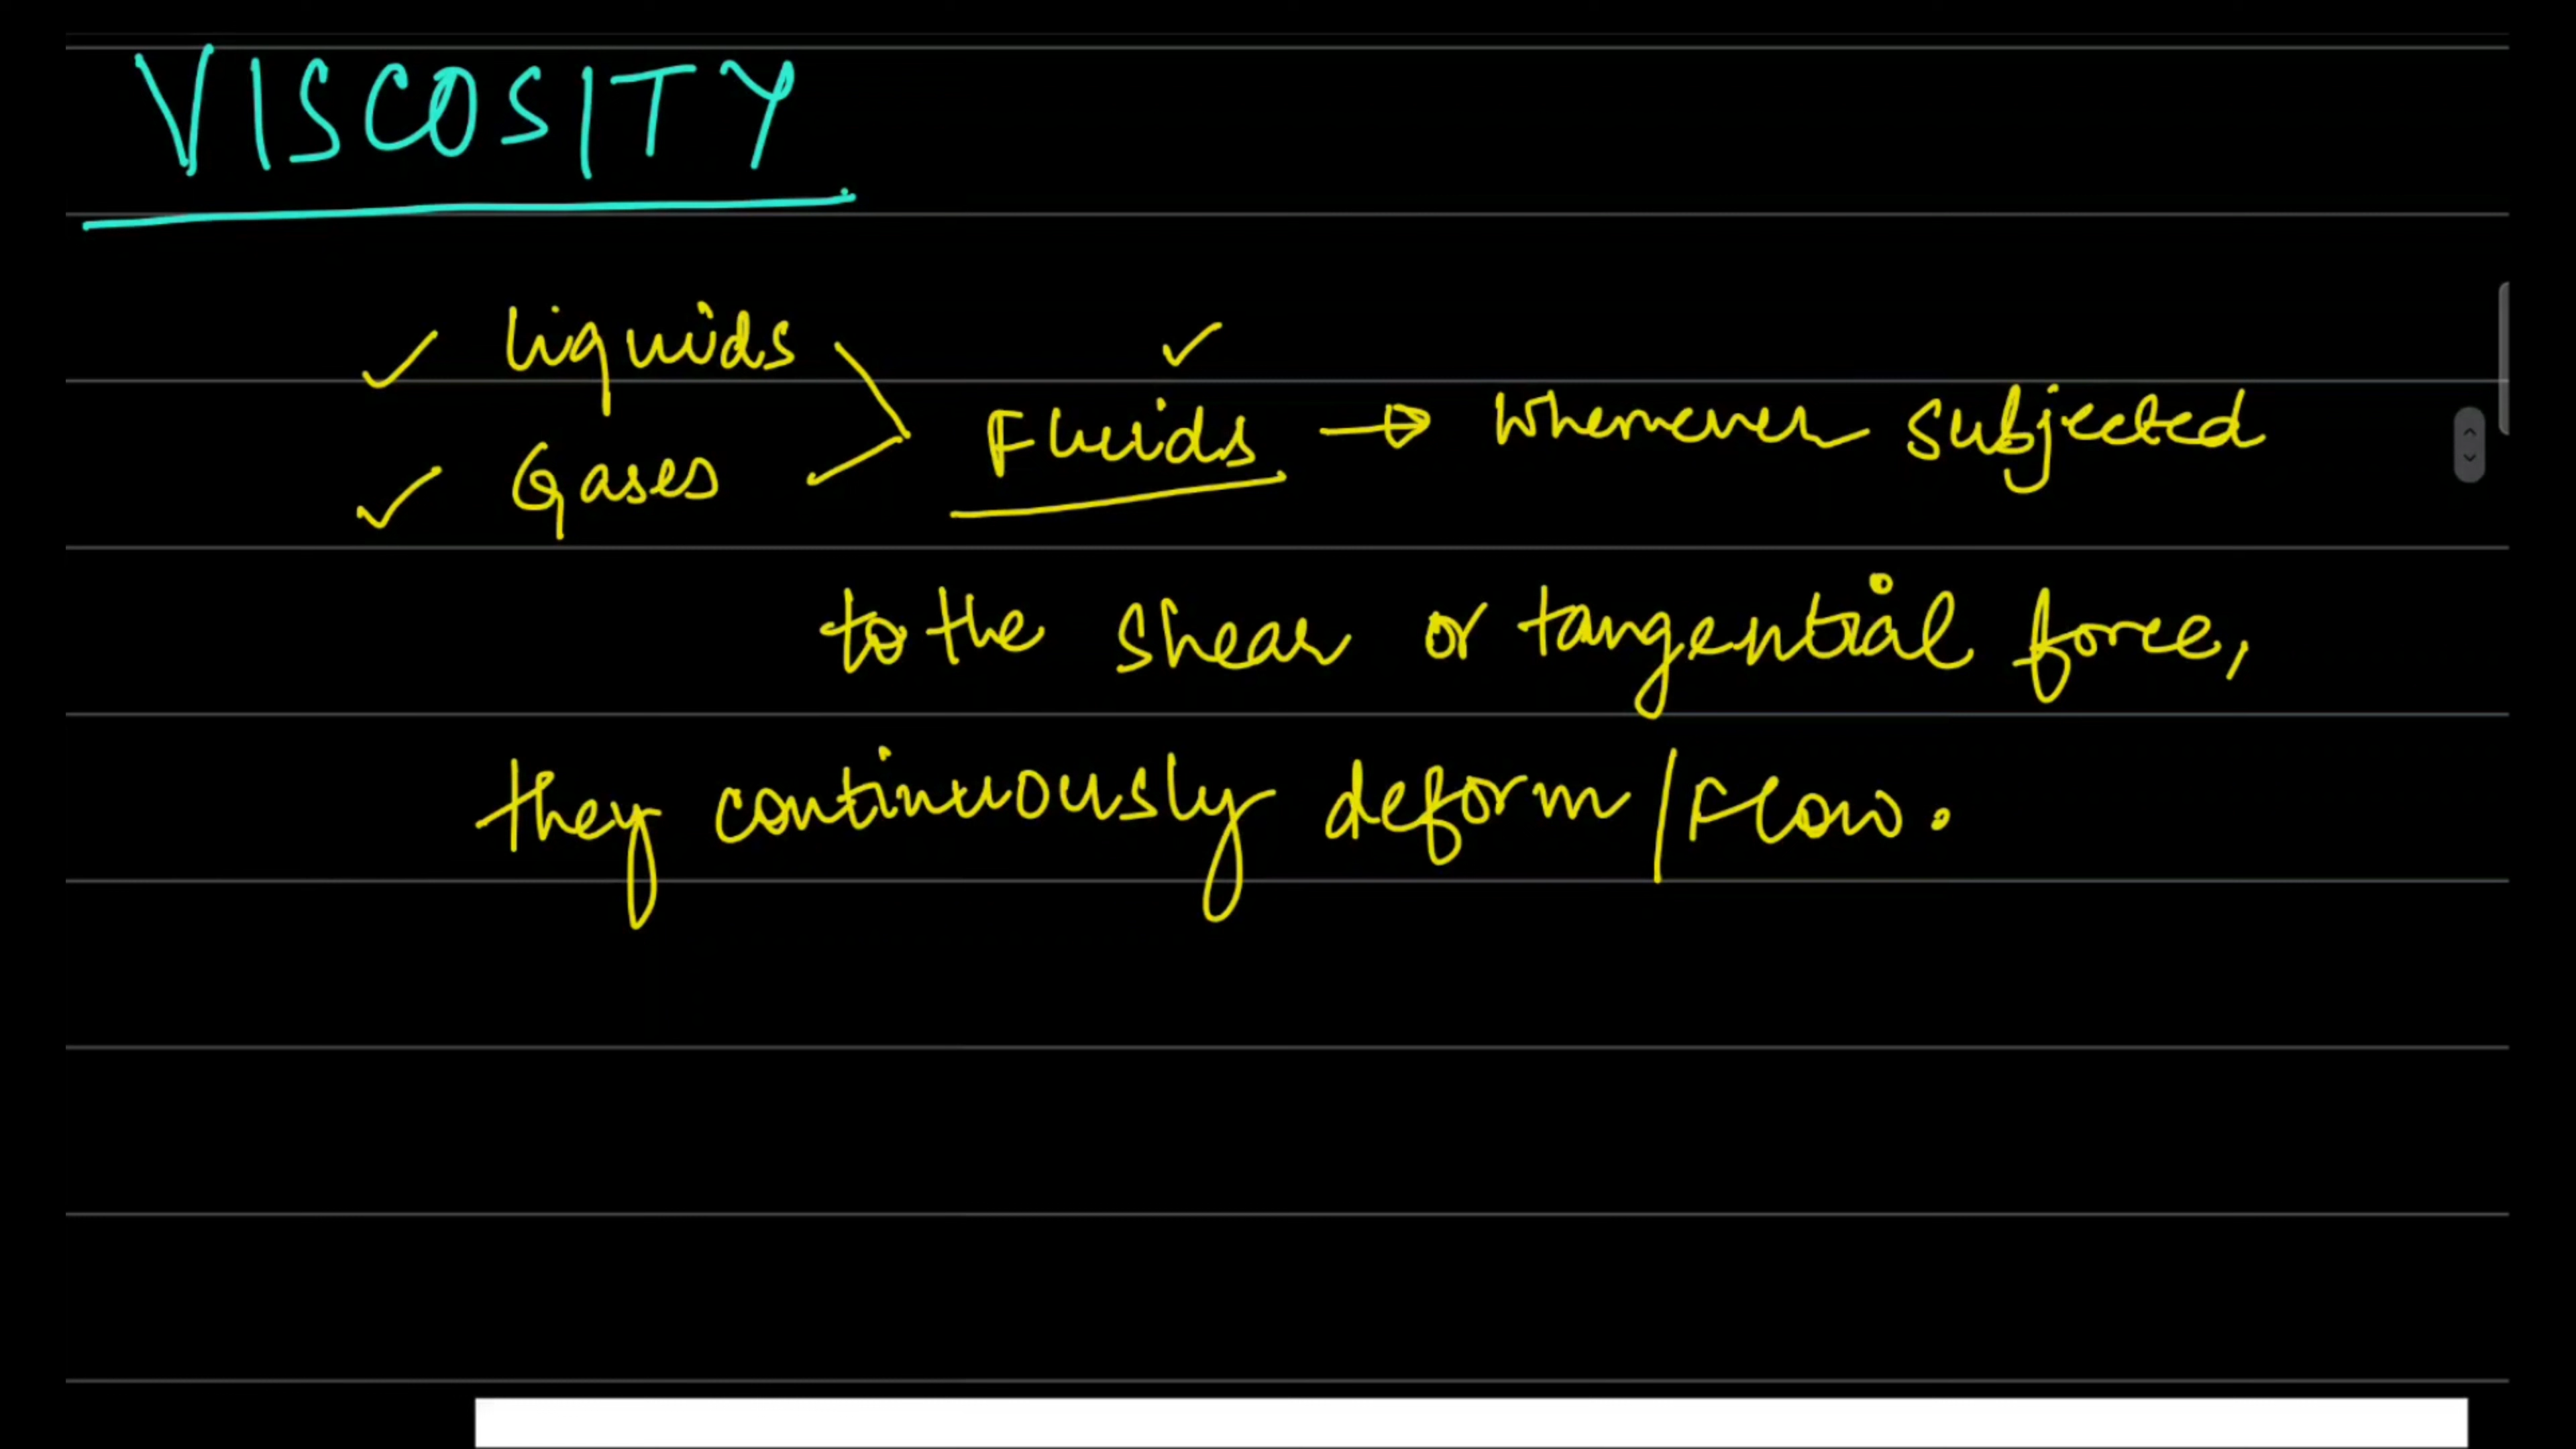 VISCOSITY
✓ Liquids ✓
✓ Gases Fluids → Whenever subjected
to the shear or tangential force,
they continuously deform/Flow.